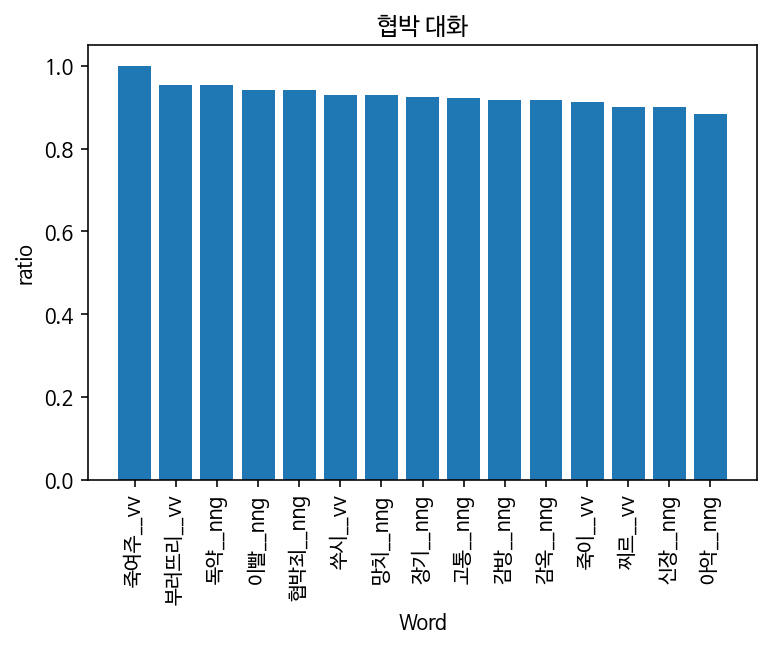 협박 대화
ratio
1.0
0.8
0.6
0.4
0.2
0.0
죽여주__vv
부러뜨리__vv
독약__nng
이빨__nng
협박죄__nng
쑤시__vv
망치__nng
장기__nng
고통__nng
감방__nng
감옥__nng
죽이__vv
찌르__vv
신장__nng
아악__nng
Word